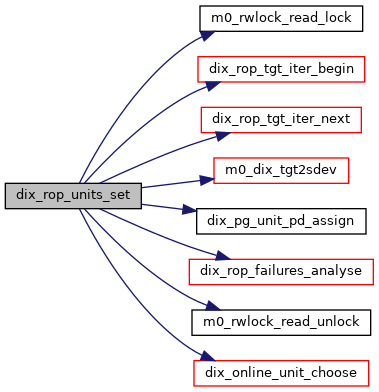 m0_rwlock_read_lock
dix_rop_tgt_iter_begin
dix_rop_tgt_iter_next
m0_dix_tgt2sdev
dix_rop_units_set
dix_pg_unit_pd_assign
dix_rop_failures_analyse
m0_rwlock_read_unlock
dix_online_unit_choose